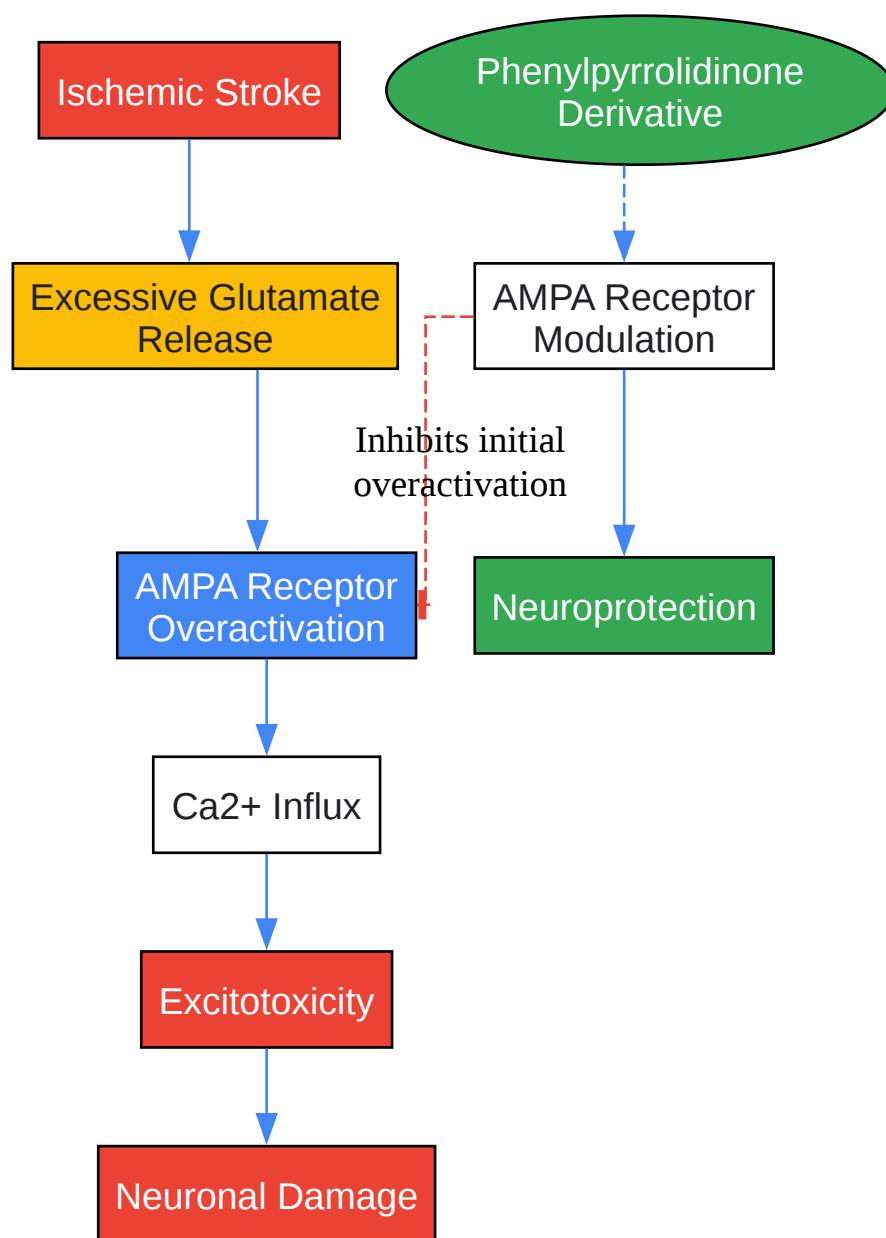 Ischemic Stroke
Phenylpyrrolidinone
Derivative
Excessive Glutamate
Release
AMPA Receptor
Modulation
Inhibits initial
overactivation
AMPA Receptor
Overactivation
Neuroprotection
Ca2+ Influx
Excitotoxicity
Neuronal Damage